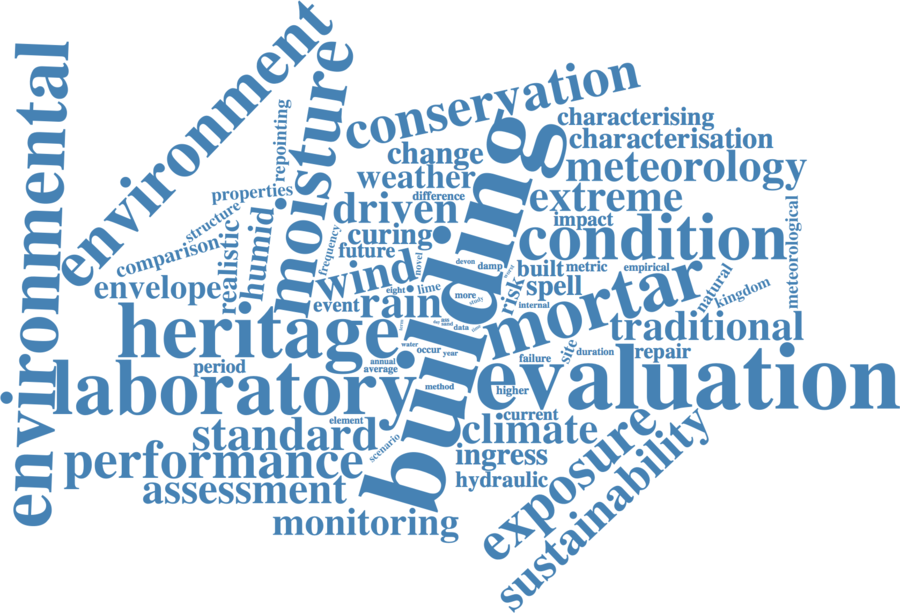 environmental
environment
moisture
repointing
conservation
characterising
characterisation
change
weather
meteorology
properties
difference
driven
extreme
structure
realistic
humid
impact
curing
condition
comparison
frequency
future
building
meteorological
wind
novel
devon
damp
built
metric
empirical
envelope
event
eight
lime
more
study
risk
spell
natural
kingdom
rain
internal
mortar
heritage
data
traditional
water
occur
year
site
duration
repair
period
annual
average
failure
laboratory
method
higher
evaluation
element
current
standard
scenario
climate
exposure
performance
ingress
sustainability
assessment
hydraulic
monitoring